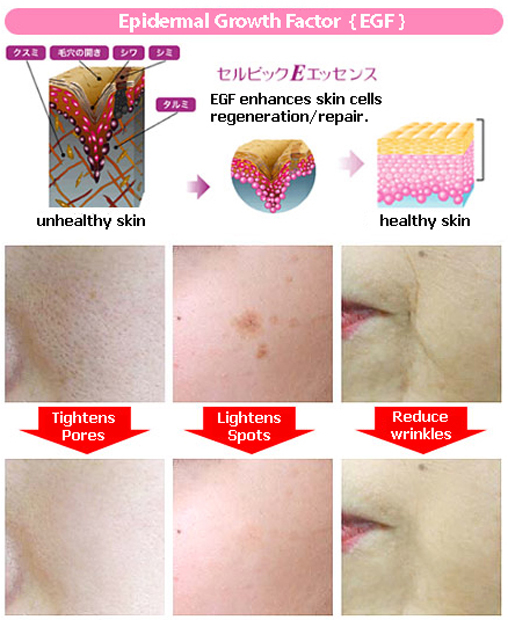 Epidermal Growth Factor { EGF }
クスミ 毛穴の開き シワ シミ
タルミ
セルビックEエッセンス
EGF enhances skin cells
regeneration/repair.
unhealthy skin
healthy skin
Tightens
Pores
Lightens
Spots
Reduce
wrinkles